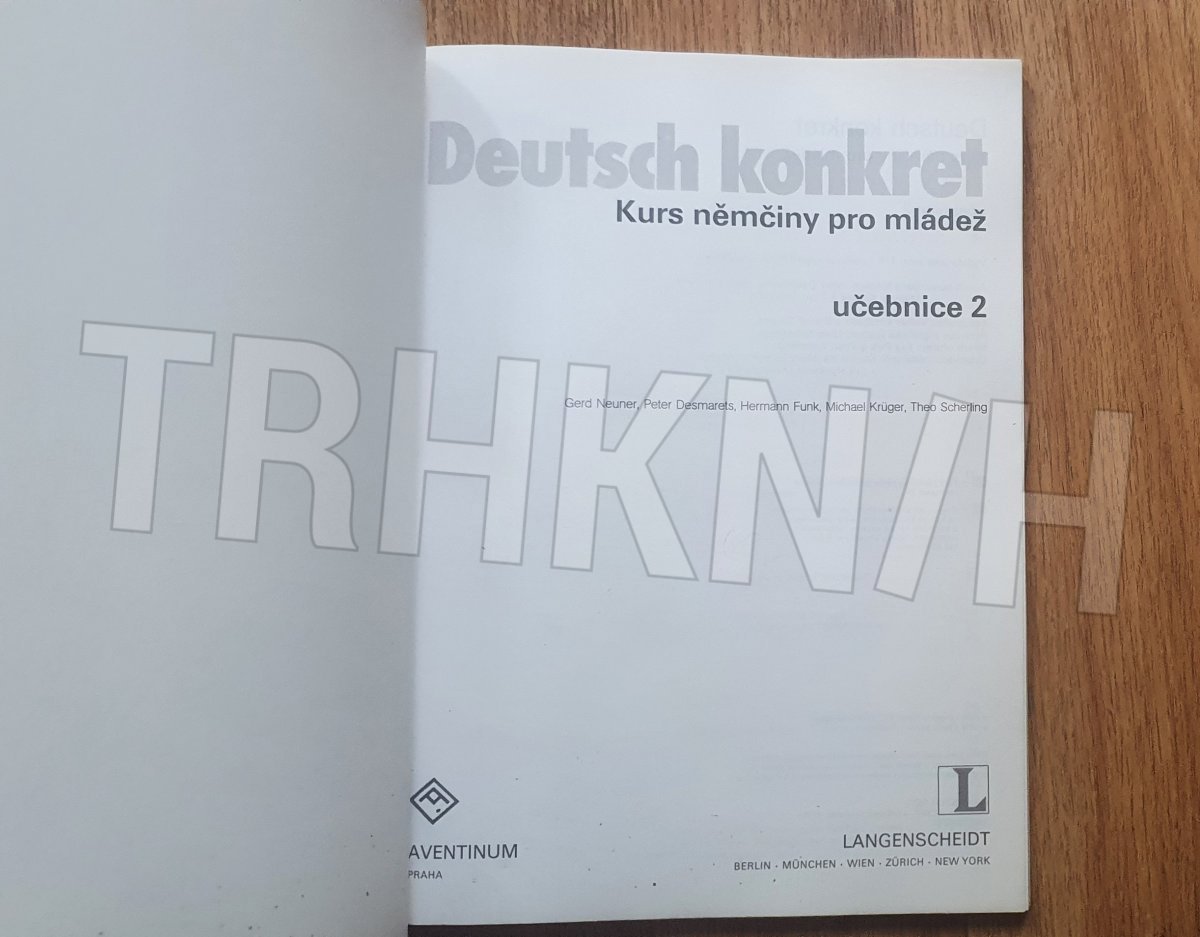 Deutsch konkret
Kurs němčiny pro mládež
učebnice 2
Gerd Neuner, Peter Desmarets, Hermann Funk, Michael Krüger, Theo Scherling
TRHKN/H
AVENTINUM
PRAHA
L
LANGENSCHEIDT
BERLIN · MÜNCHEN · WIEN · ZÜRICH · NEW YORK